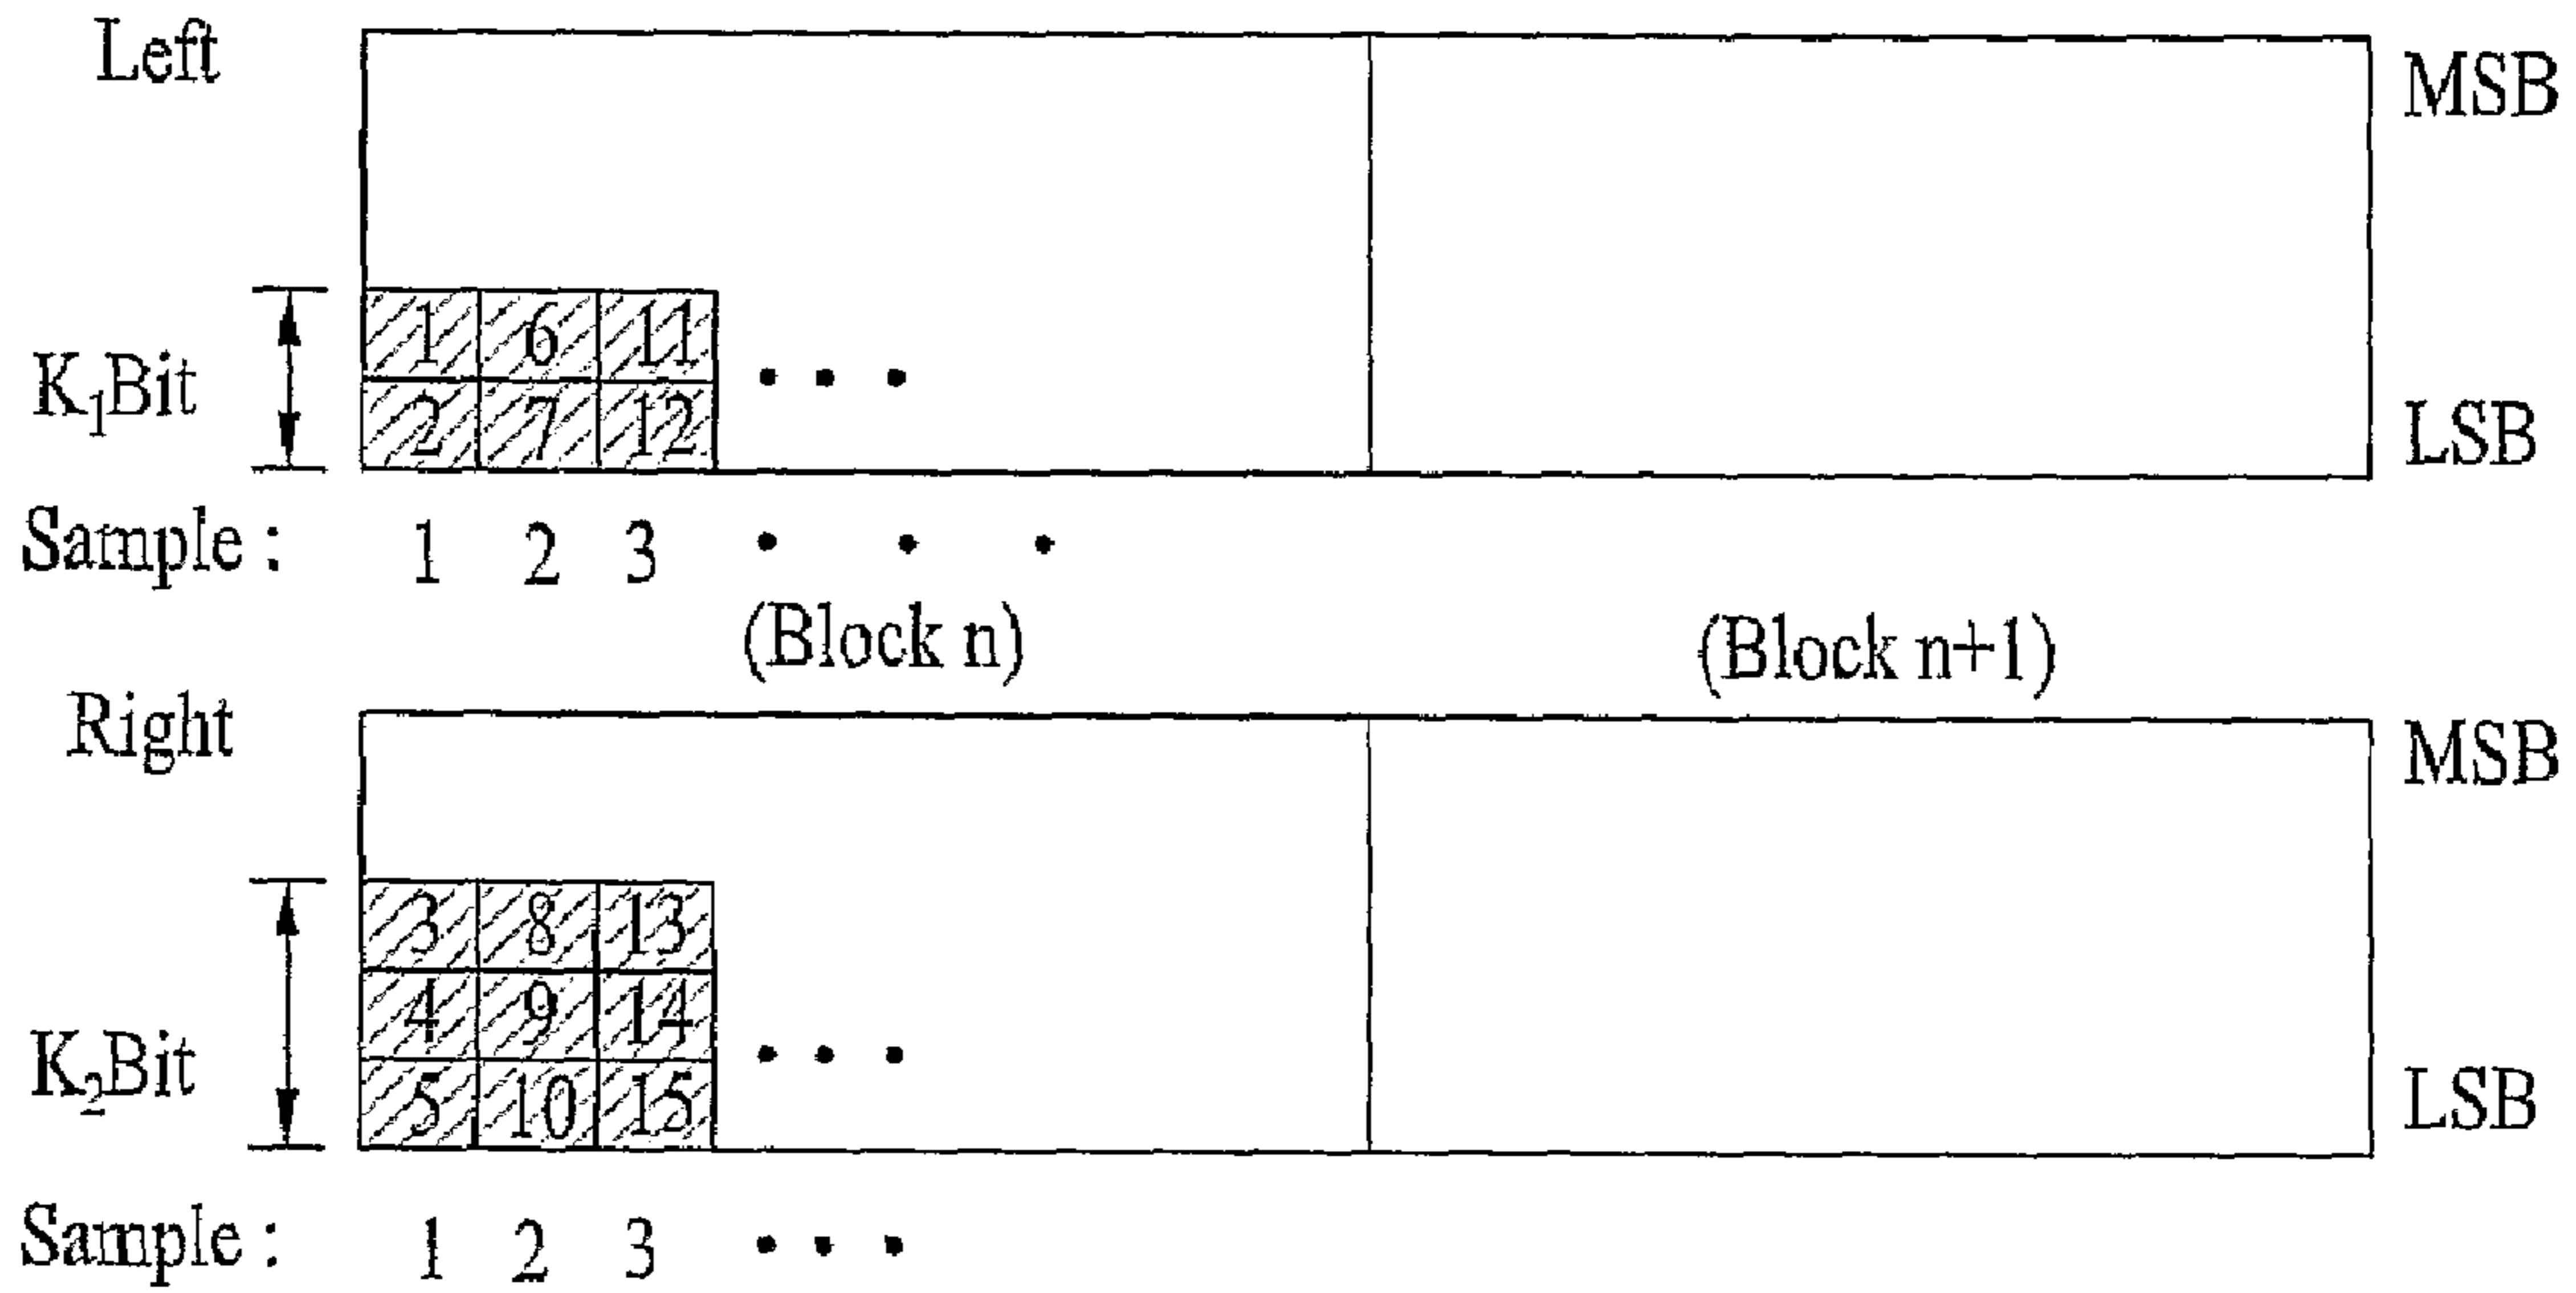 Left
MSB
1 6 11
K₁Bit
2 7 12
LSB
Sample : 1 2 3 • • •
(Block n) (Block n+1)
Right
MSB
3 8 13
4 9 14
K₂Bit
5 10 15
LSB
Sample : 1 2 3 • • •